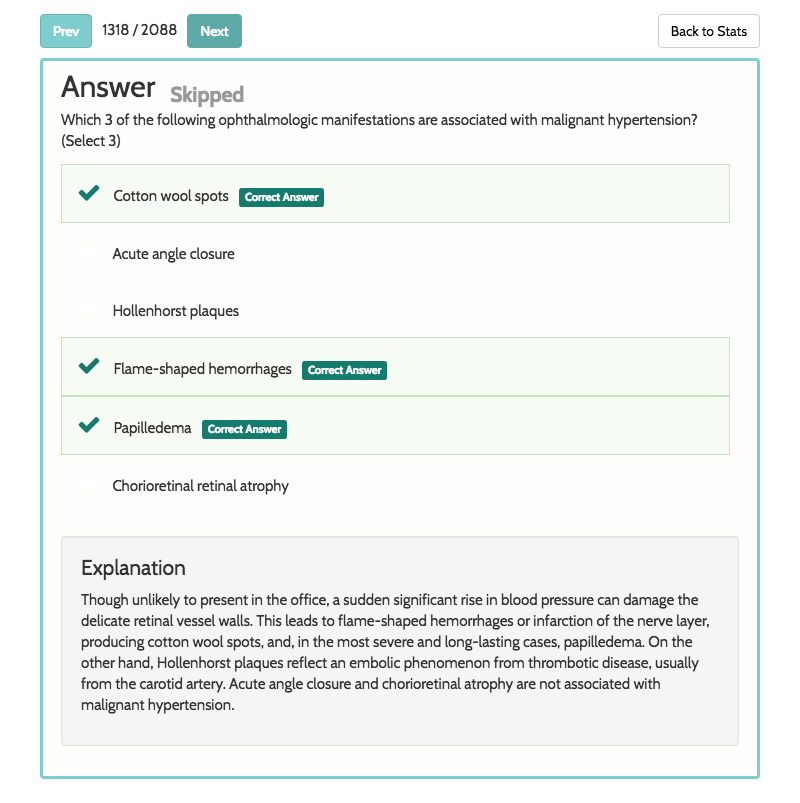 Prev 1318 / 2088 Next Back to Stats
Answer Skipped
Which 3 of the following ophthalmologic manifestations are associated with malignant hypertension?
(Select 3)
Cotton wool spots Correct Answer
Acute angle closure
Hollenhorst plaques
Flame-shaped hemorrhages Correct Answer
Papilledema Correct Answer
Chorioretinal retinal atrophy
Explanation
Though unlikely to present in the office, a sudden significant rise in blood pressure can damage the
delicate retinal vessel walls. This leads to flame-shaped hemorrhages or infarction of the nerve layer,
producing cotton wool spots, and, in the most severe and long-lasting cases, papilledema. On the
other hand, Hollenhorst plaques reflect an embolic phenomenon from thrombotic disease, usually
from the carotid artery. Acute angle closure and chorioretinal atrophy are not associated with
malignant hypertension.